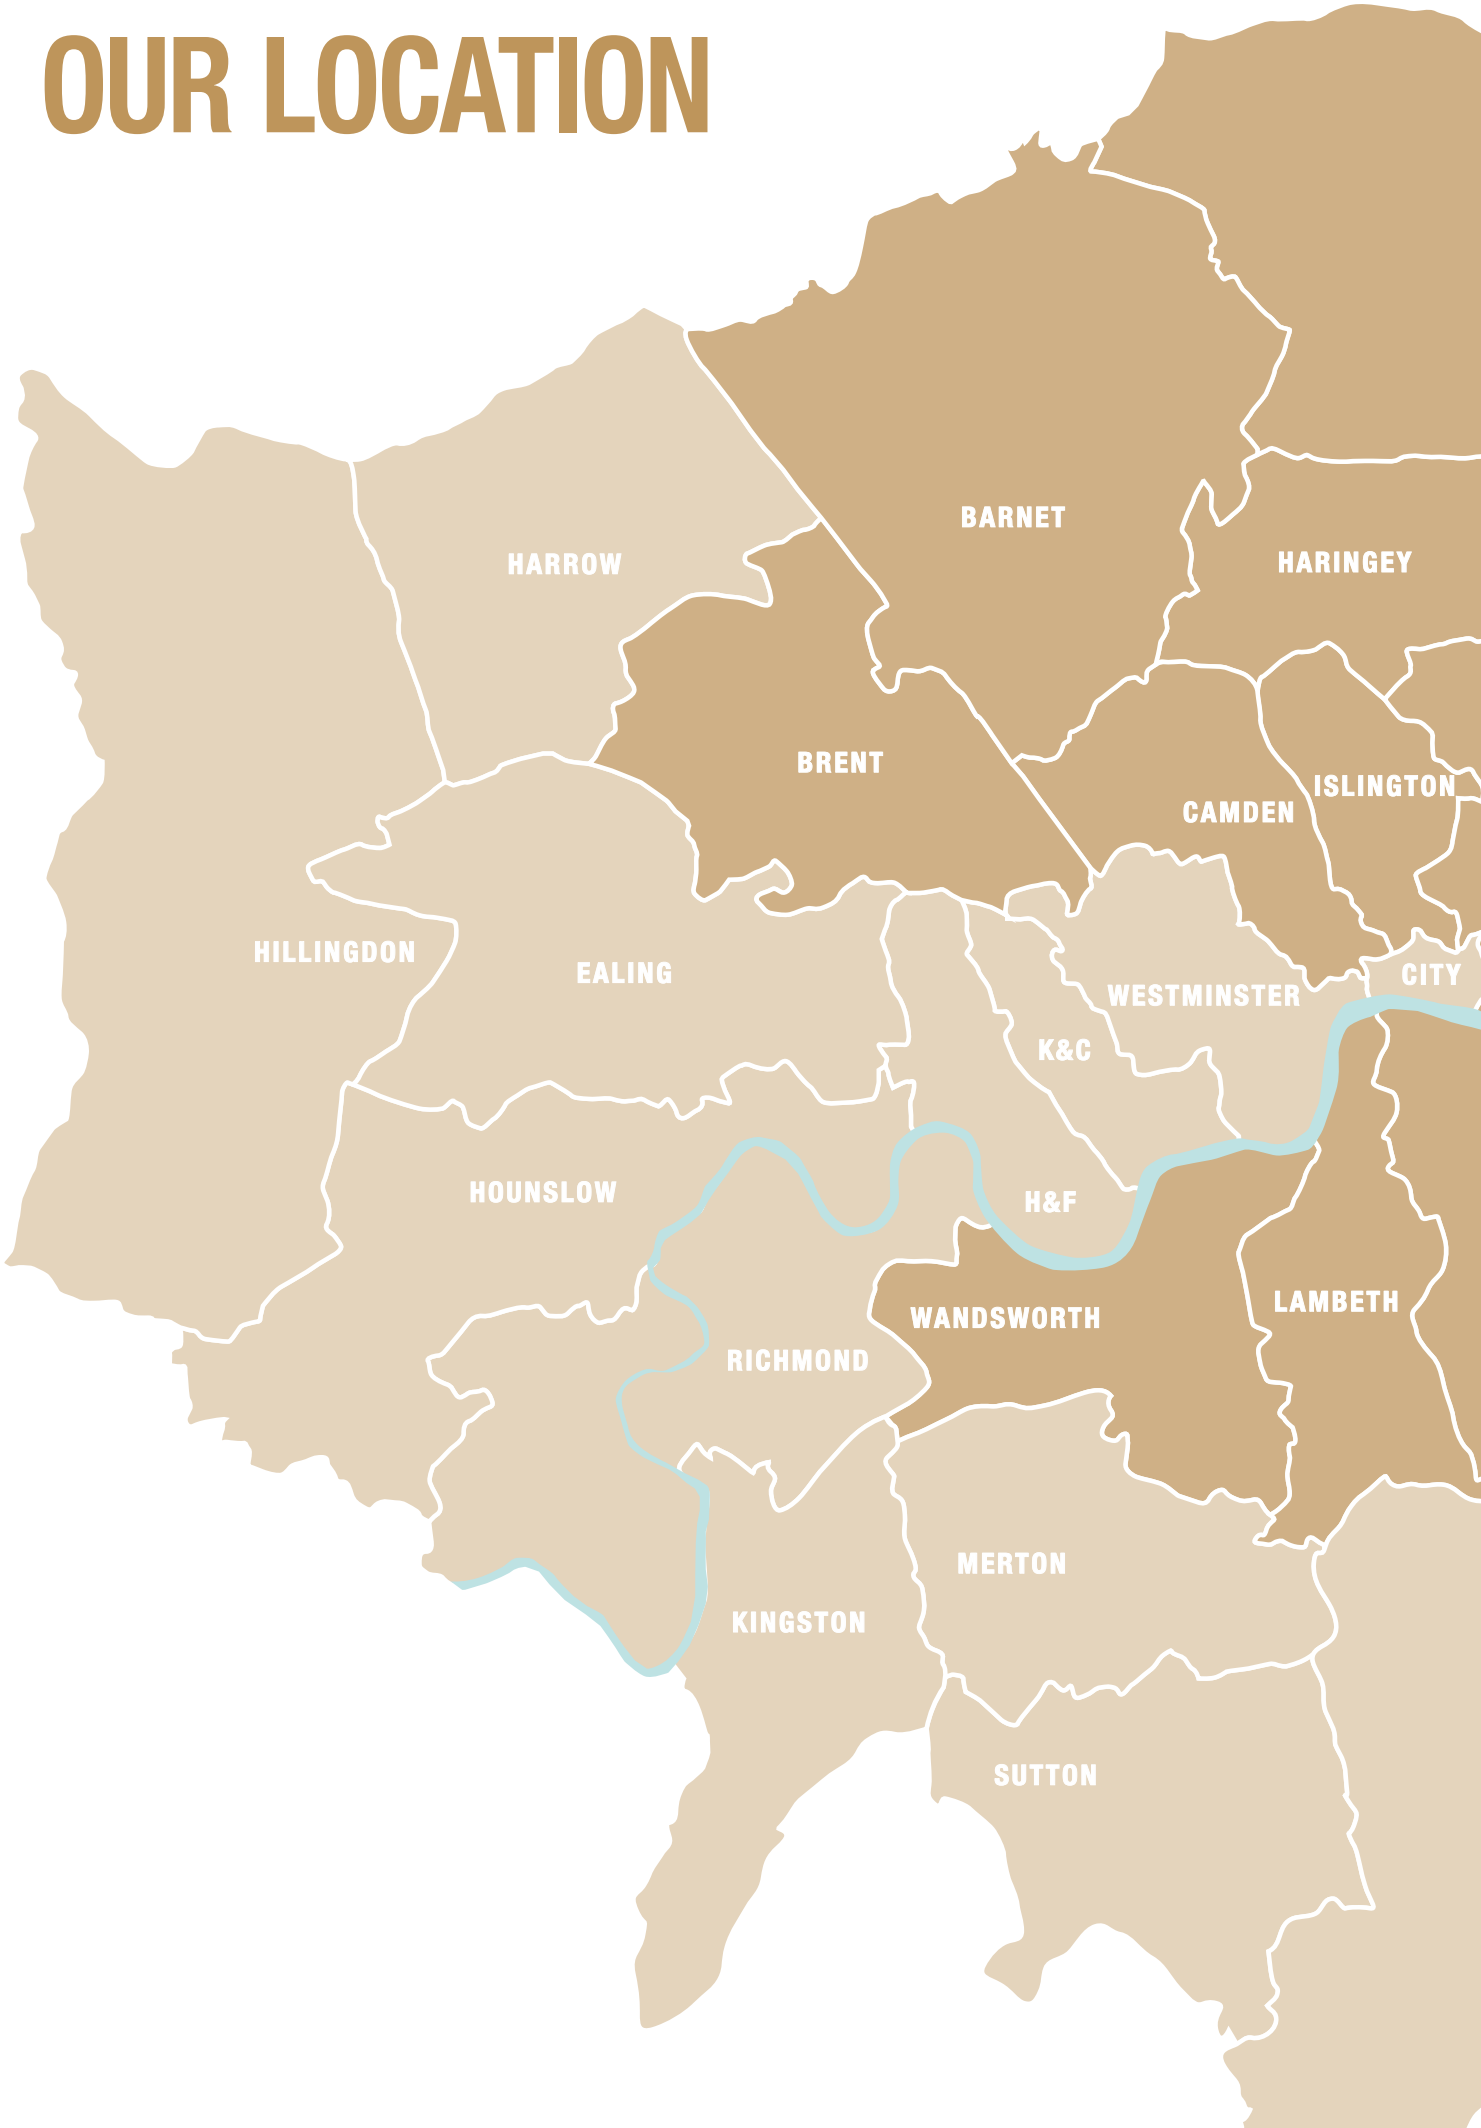 OUR LOCATION
BARNET
HARROW
HARINGEY
BRENT
ISLINGTON
CAMDEN
HILLINGDON
EALING
CITY
WESTMINSTER
K&C
HOUNSLOW
H&F
LAMBETH
WANDSWORTH
RICHMOND
MERTON
KINGSTON
SUTTON